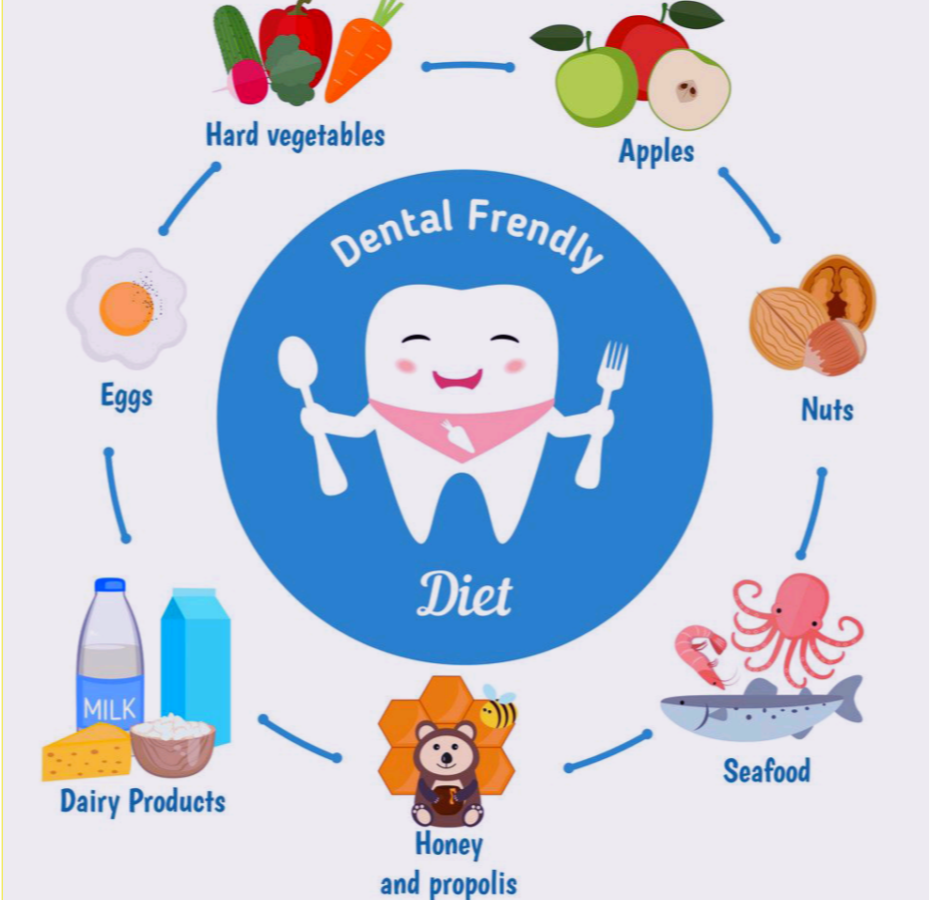 Hard vegetables
Apples
Dental Frendly
Eggs
Nuts
Diet
MILK
Dairy Products
Seafood
Honey
and propolis